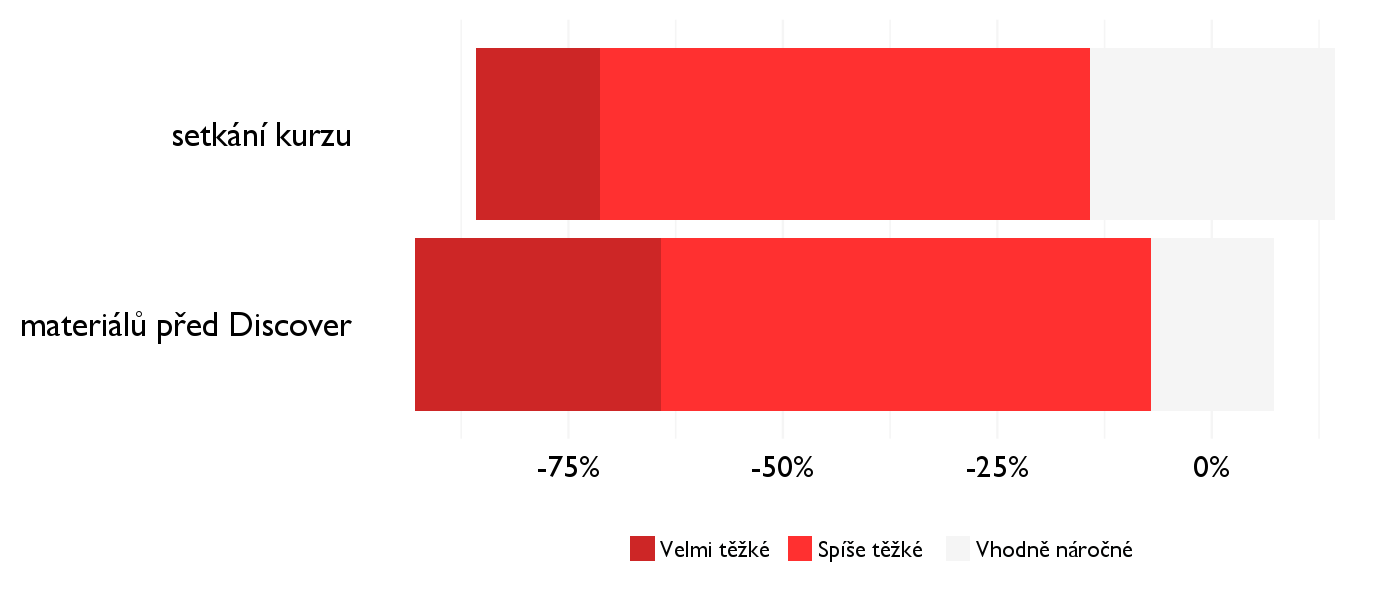 setkání kurzu
materiálů před Discover
-75% -50% -25% 0%
Velmi těžké Spíše těžké Vhodně náročné